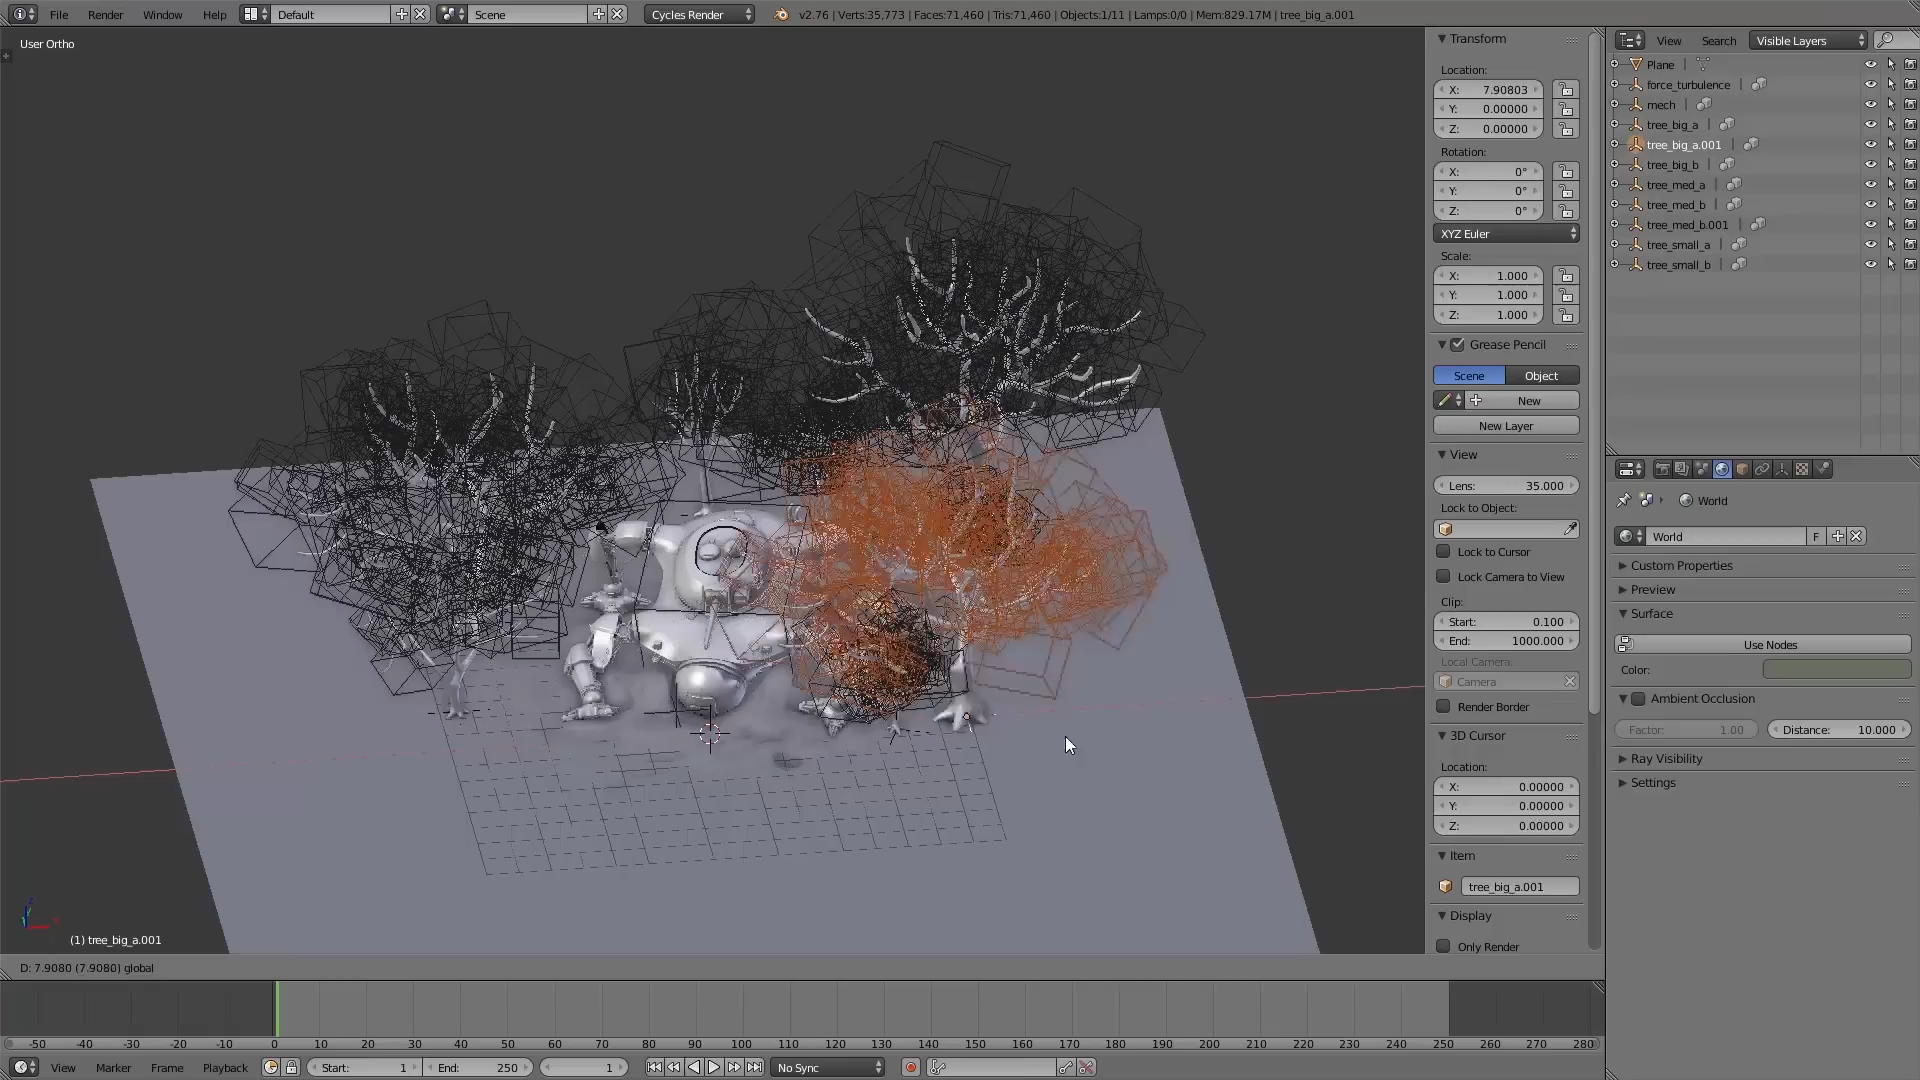 File Render Window Help Default Scene Cycles Render v2.76 | Verts:35,773 | Faces:71,460 | Tris:71,460 | Objects:1/11 | Lamps:0/0 | Mem:829.17M | tree_big_a.001
User Ortho
(1) tree_big_a.001
D: 7.9080 (7.9080) global
Transform
Location:
X: 7.90803
Y: 0.00000
Z: 0.00000
Rotation:
X: 0°
Y: 0°
Z: 0°
XYZ Euler
Scale:
X: 1.000
Y: 1.000
Z: 1.000
Grease Pencil
Scene Object
New
New Layer
View
Lens: 35.000
Lock to Object:
Lock to Cursor
Lock Camera to View
Clip:
Start: 0.100
End: 1000.000
Local Camera:
Camera
Render Border
3D Cursor
Location:
X: 0.00000
Y: 0.00000
Z: 0.00000
Item
tree_big_a.001
Display
Only Render
View Search Visible Layers
Plane
force_turbulence
mech
tree_big_a
tree_big_a.001
tree_big_b
tree_med_a
tree_med_b
tree_med_b.001
tree_small_a
tree_small_b
World
World F
Custom Properties
Preview
Surface
Use Nodes
Color:
Ambient Occlusion
Factor: 1.00 Distance: 10.000
Ray Visibility
Settings
-50 -40 -30 -20 -10 0 10 20 30 40 50 60 70 80 90 100 110 120 130 140 150 160 170 180 190 200 210 220 230 240 250 260 270 280
View Marker Frame Playback Start: 1 End: 250 1 No Sync